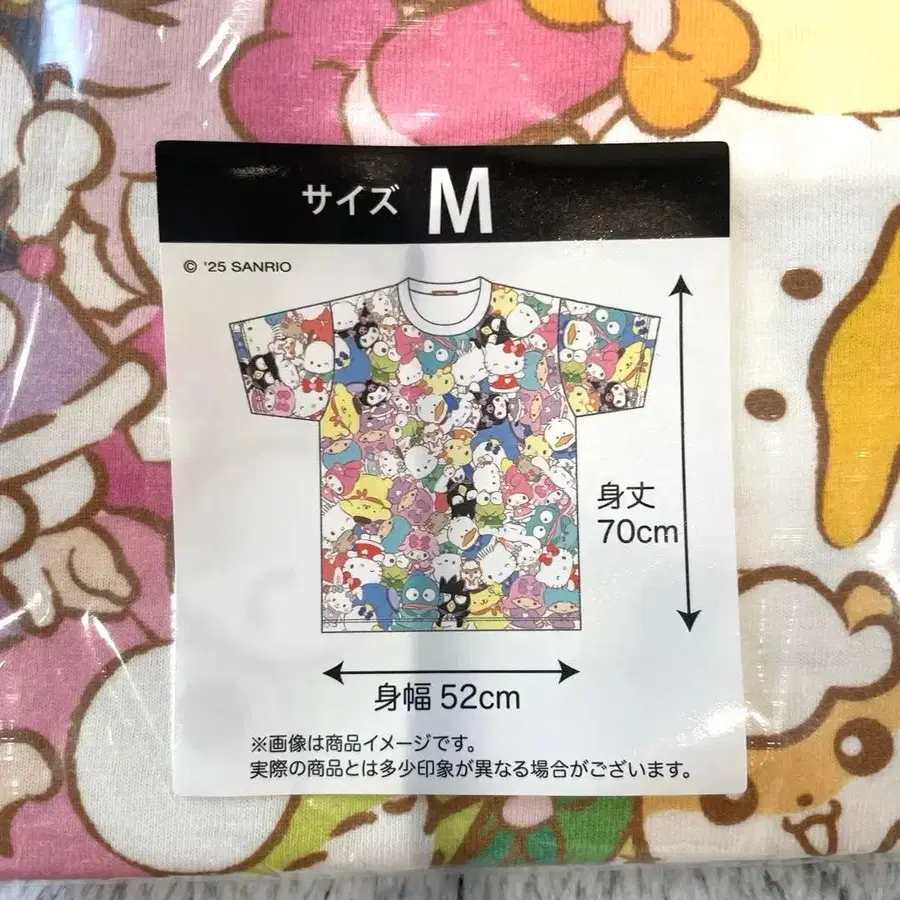 サイズ M
© '25 SANRIO
身丈
70cm
身幅 52cm
※画像は商品イメージです。
実際の商品とは多少印象が異なる場合がございます。